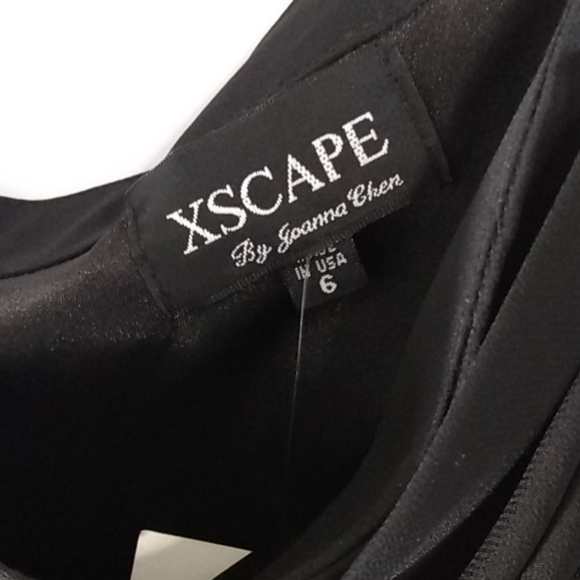 XSCAPE
By Joanna Chen
IN USA
6